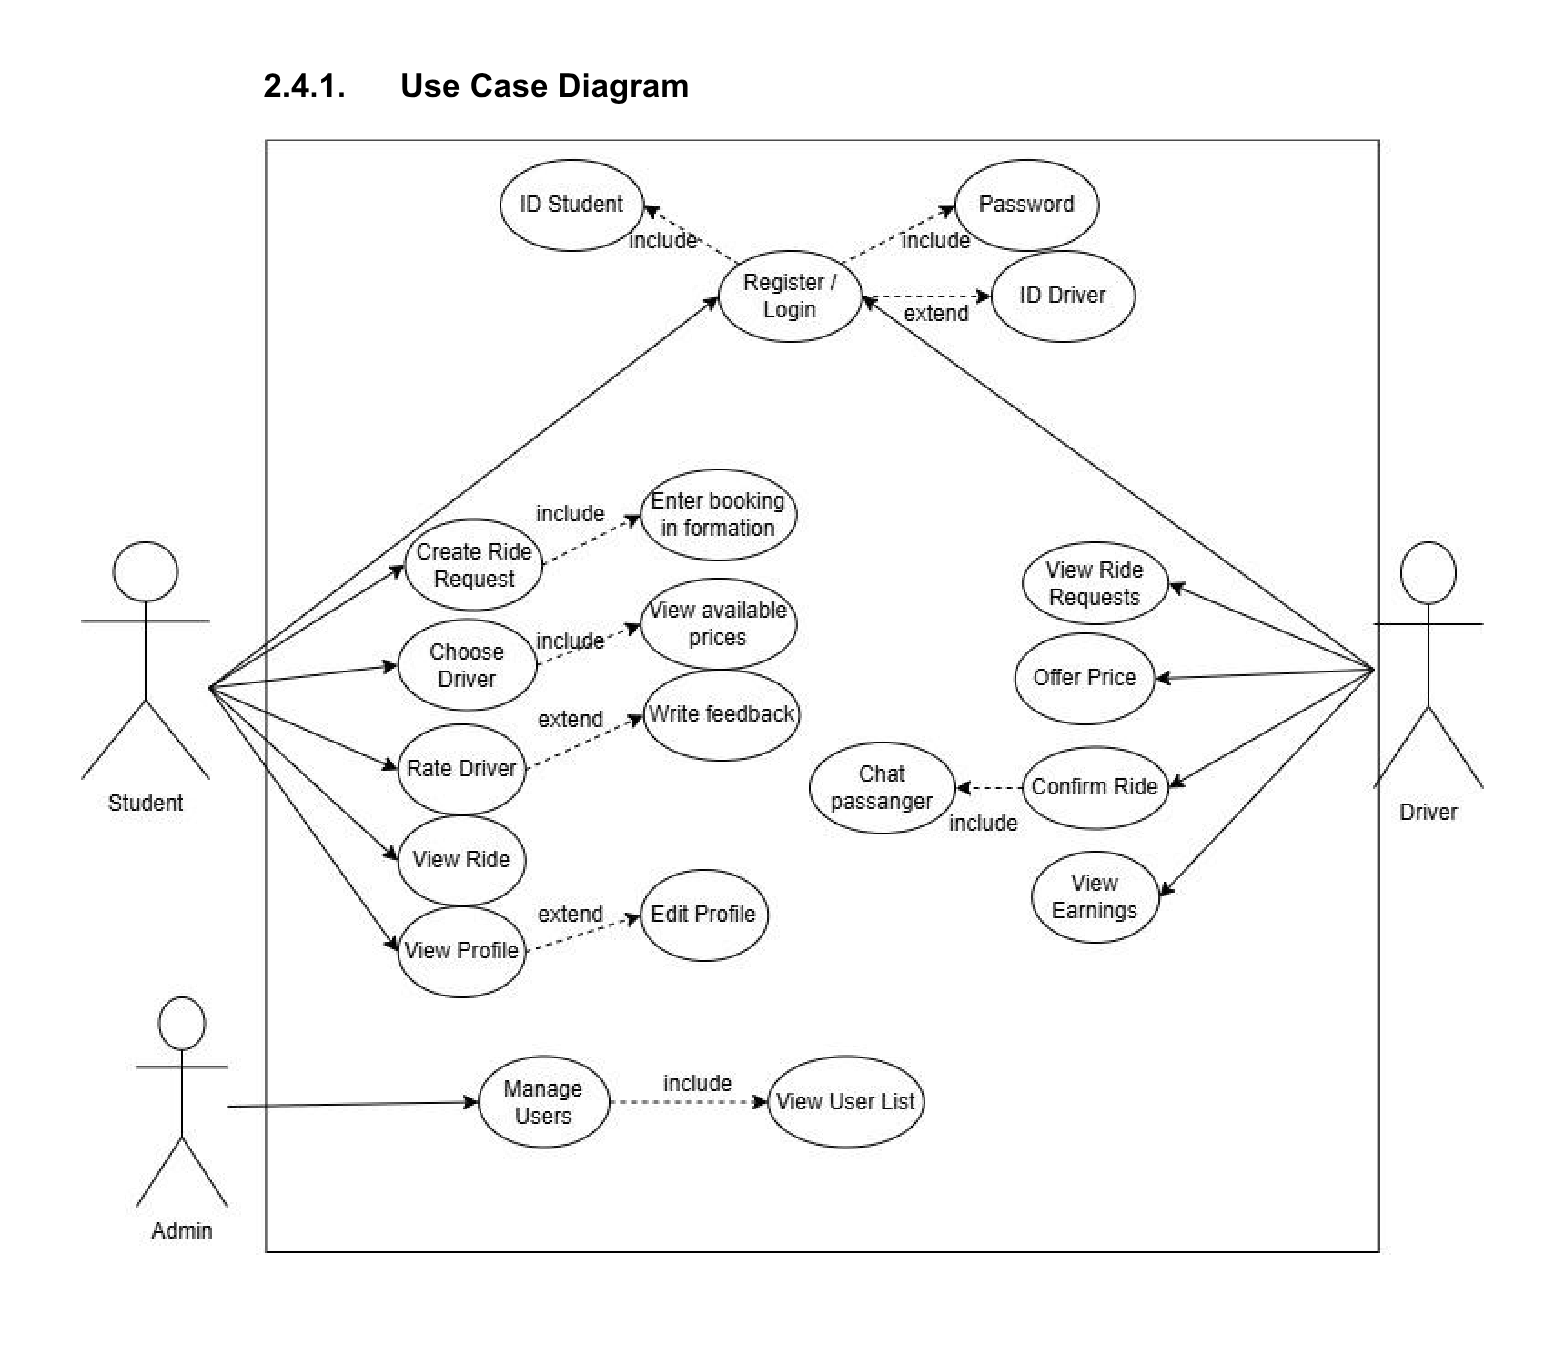 2.4.1. Use Case Diagram
ID Student
Password
include
include
Register /
Login
ID Driver
extend
include
Enter booking
in formation
Create Ride
Request
View Ride
Requests
include
View available
prices
Choose
Driver
Offer Price
extend
Write feedback
Rate Driver
Chat
passanger
include
Confirm Ride
Student
Driver
View Ride
View
Earnings
extend
Edit Profile
View Profile
Manage
Users
include
View User List
Admin